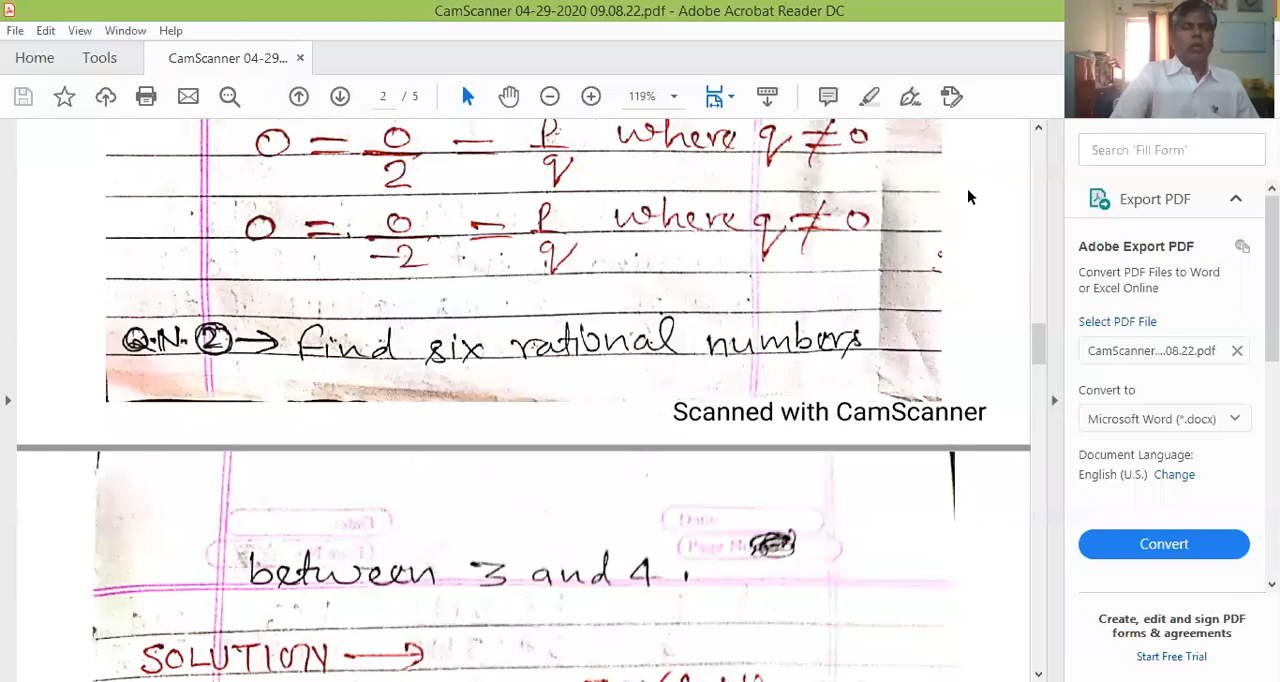 CamScanner 04-29-2020 09.08.22.pdf - Adobe Acrobat Reader DC
File Edit View Window Help
Home Tools CamScanner 04-29... ×
2 / 5 119%
0 = 0/2 = p/q where q ≠ 0
0 = 0/-2 = p/q where q ≠ 0
Q.N. ② → find six rational numbers
Scanned with CamScanner
Date
Page No
between 3 and 4.
SOLUTION →
Search 'Fill Form'
Export PDF
Adobe Export PDF
Convert PDF Files to Word
or Excel Online
Select PDF File
CamScanner....08.22.pdf ×
Convert to
Microsoft Word (*.docx)
Document Language:
English (U.S.) Change
Convert
Create, edit and sign PDF
forms & agreements
Start Free Trial